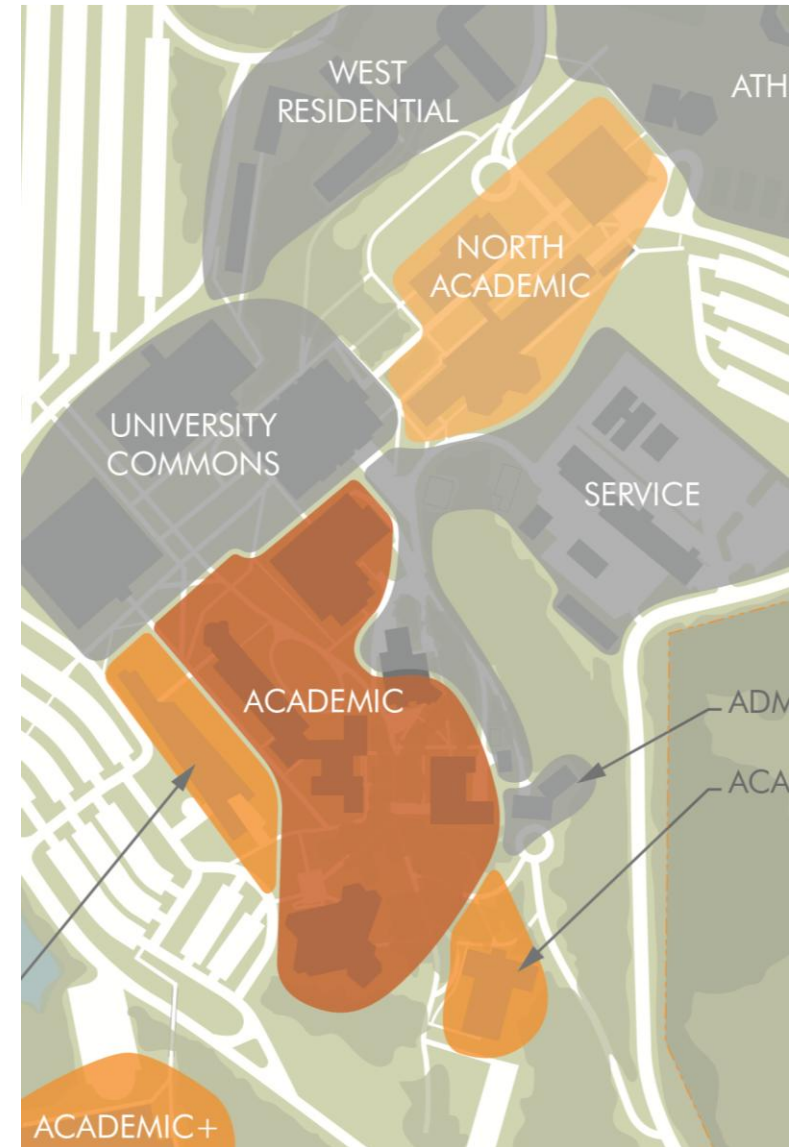 WEST
RESIDENTIAL
ATH
NORTH
ACADEMIC
UNIVERSITY
COMMONS
SERVICE
ACADEMIC
ADM
ACA
ACADEMIC+